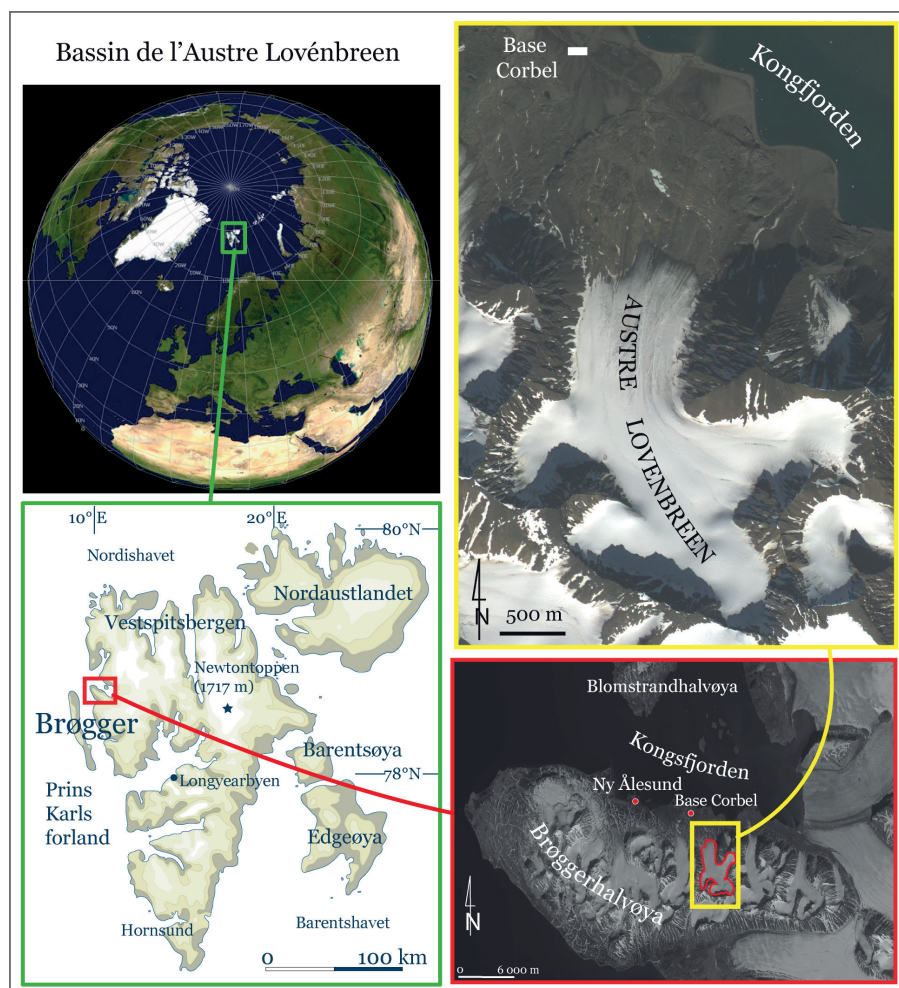 Bassin de l'Austre Lovénbreen
Base
Corbel
Kongfjorden
AUSTRE
LOVENBREEN
N
500 m
10°E
20°E
80°N
Nordishavet
Nordaustlandet
Vestspitsbergen
Newtontoppen
(1717 m)
Brøgger
Barentsøya
78°N
Longyearbyen
Prins
Karls
forland
Edgeøya
Hornsund
Barentshavet
0 100 km
Blomstrandhalvøya
Kongsfjorden
Ny Ålesund
Base Corbel
Brøggerhalvøya
N
0 6 000 m